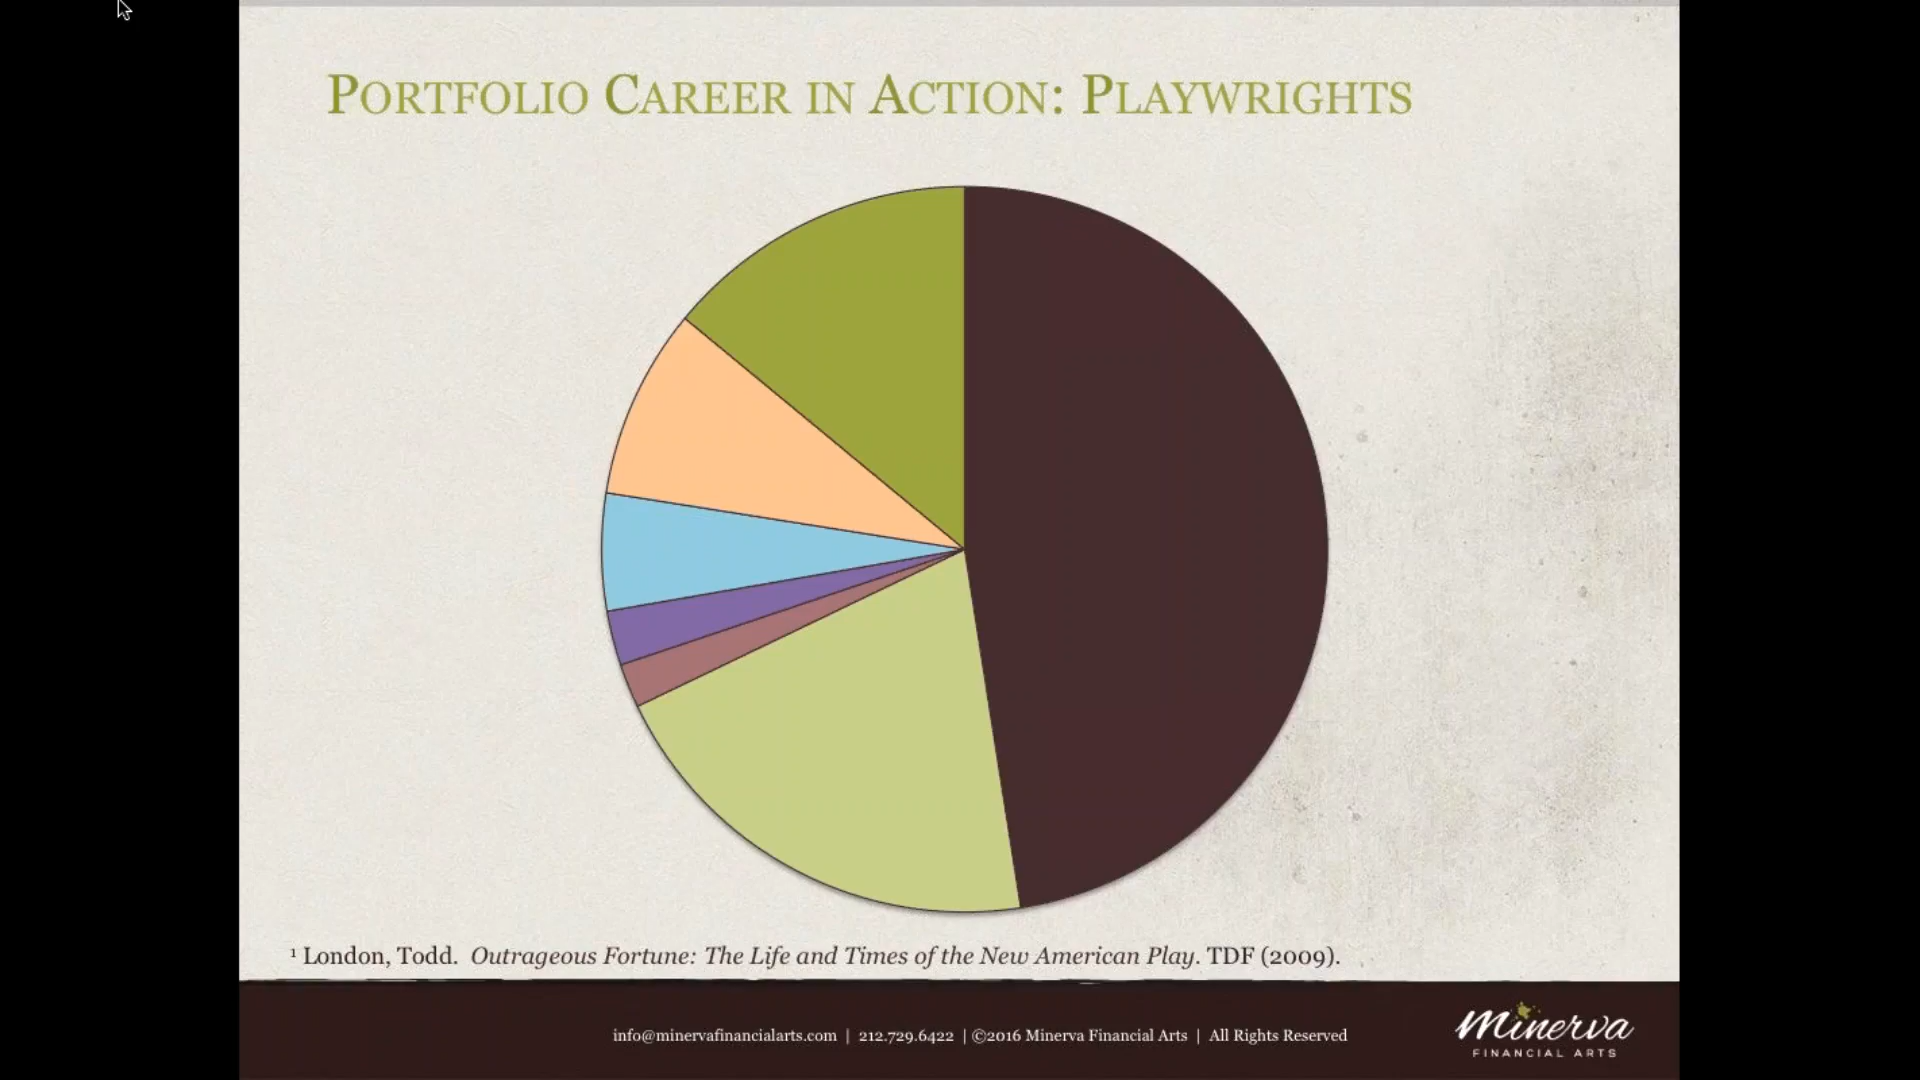 Portfolio Career in Action: Playwrights
¹ London, Todd. Outrageous Fortune: The Life and Times of the New American Play. TDF (2009).
info@minervafinancialarts.com | 212.729.6422 | ©2016 Minerva Financial Arts | All Rights Reserved
Minerva
FINANCIAL ARTS